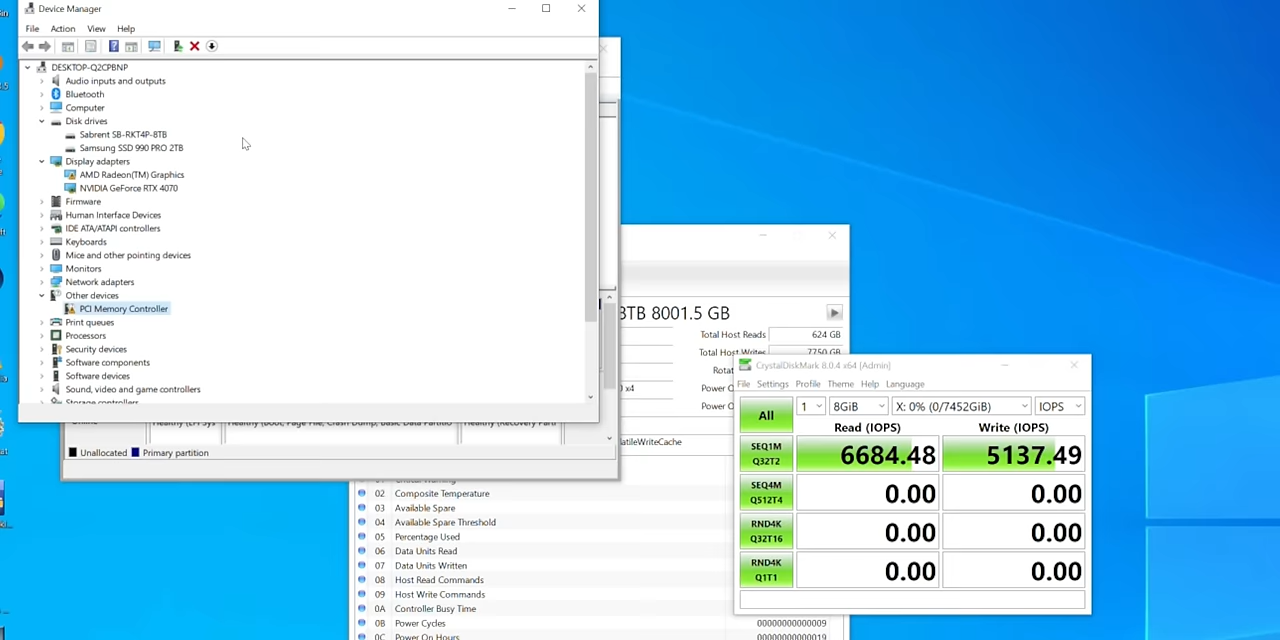 Device Manager
File Action View Help
DESKTOP-Q2CPBNP
Audio inputs and outputs
Bluetooth
Computer
Disk drives
Sabrent SB-RKT4P-8TB
Samsung SSD 990 PRO 2TB
Display adapters
AMD Radeon(TM) Graphics
NVIDIA GeForce RTX 4070
Firmware
Human Interface Devices
IDE ATA/ATAPI controllers
Keyboards
Mice and other pointing devices
Monitors
Network adapters
Other devices
PCI Memory Controller
Print queues
Processors
Security devices
Software components
Software devices
Sound, video and game controllers
Storage controllers
Unallocated Primary partition
8TB 8001.5 GB
Total Host Reads 624 GB
Total Host Writes 7750 GB
Rotat
x4 Power C
Power O
latileWriteCache
02 Composite Temperature
03 Available Spare
04 Available Spare Threshold
05 Percentage Used
06 Data Units Read
07 Data Units Written
08 Host Read Commands
09 Host Write Commands
0A Controller Busy Time
0B Power Cycles 00000000000009
0C Power On Hours 00000000000019
CrystalDiskMark 8.0.4 x64 [Admin]
File Settings Profile Theme Help Language
All 1 8GiB X: 0% (0/7452GiB) IOPS
Read (IOPS) Write (IOPS)
SEQ1M
Q32T2 6684.48 5137.49
SEQ4M
Q512T4 0.00 0.00
RND4K
Q32T16 0.00 0.00
RND4K
Q1T1 0.00 0.00